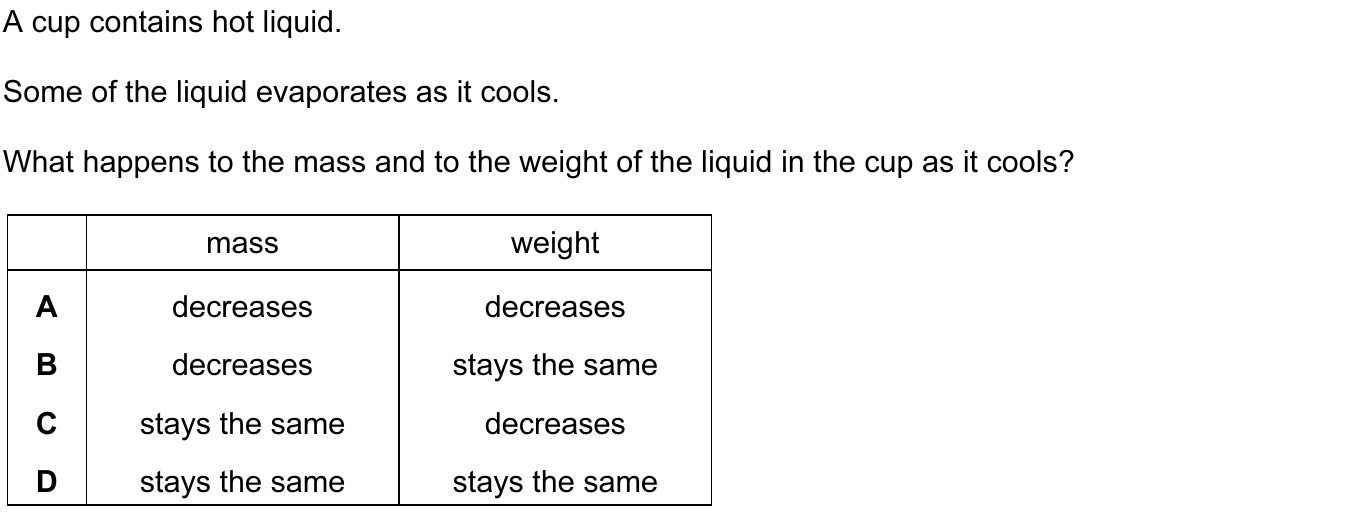 A cup contains hot liquid.
Some of the liquid evaporates as it cools.
What happens to the mass and to the weight of the liquid in the cup as it cools?
mass weight
A decreases decreases
B decreases stays the same
C stays the same decreases
D stays the same stays the same